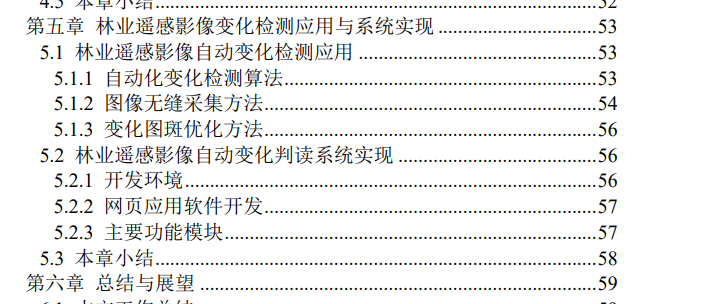 4.5 本章小结....................................................................52
第五章 林业遥感影像变化检测应用与系统实现................................53
5.1 林业遥感影像自动变化检测应用................................................53
5.1.1 自动化变化检测算法...............................................................53
5.1.2 图像无缝采集方法...................................................................54
5.1.3 变化图斑优化方法...................................................................56
5.2 林业遥感影像自动变化判读系统实现........................................56
5.2.1 开发环境...................................................................................56
5.2.2 网页应用软件开发...................................................................57
5.2.3 主要功能模块...........................................................................57
5.3 本章小结.........................................................................................58
第六章 总结与展望................................................................................59